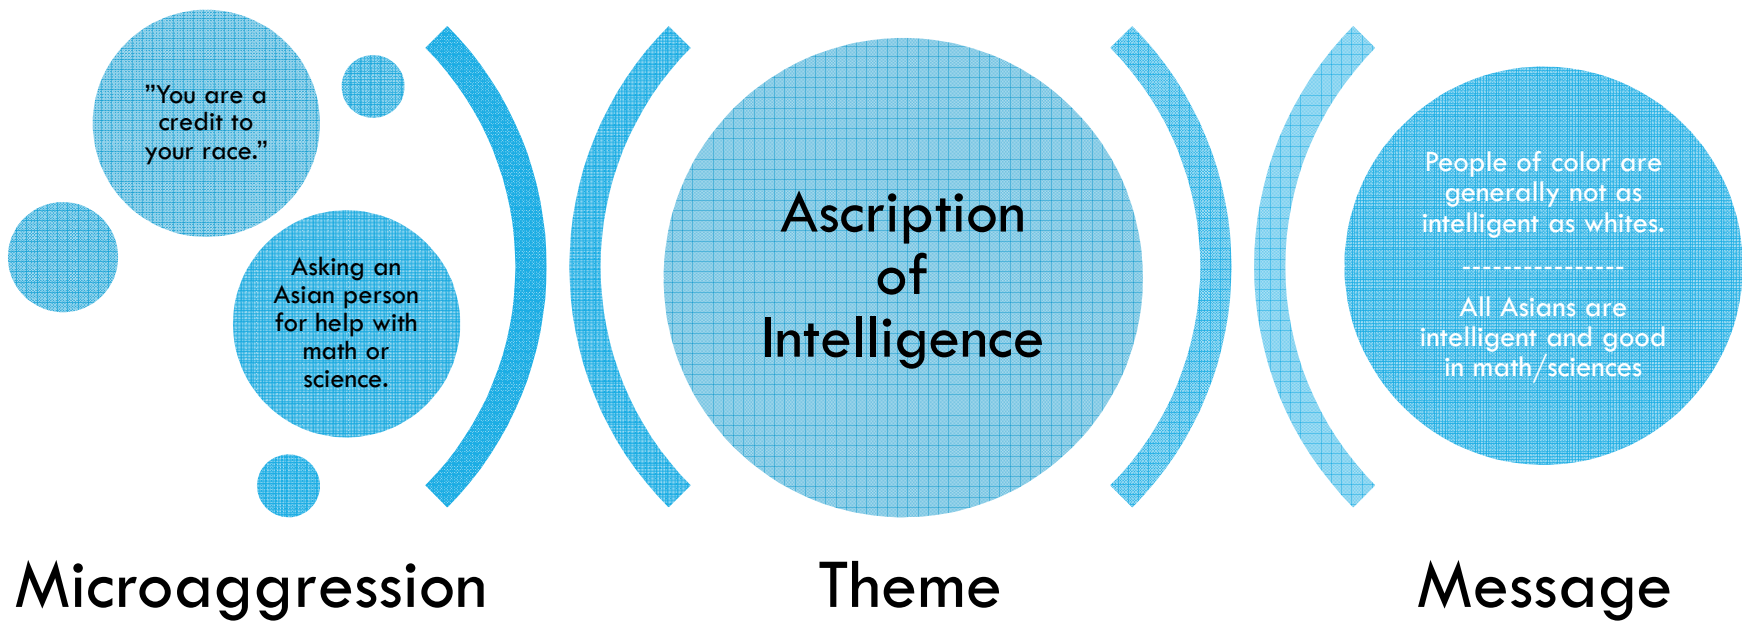 ”You are a
credit to
your race.”
Asking an
Asian person
for help with
math or
science.
Ascription
of
Intelligence
People of color are
generally not as
intelligent as whites.
----------------
All Asians are
intelligent and good
in math/sciences
Microaggression
Theme
Message